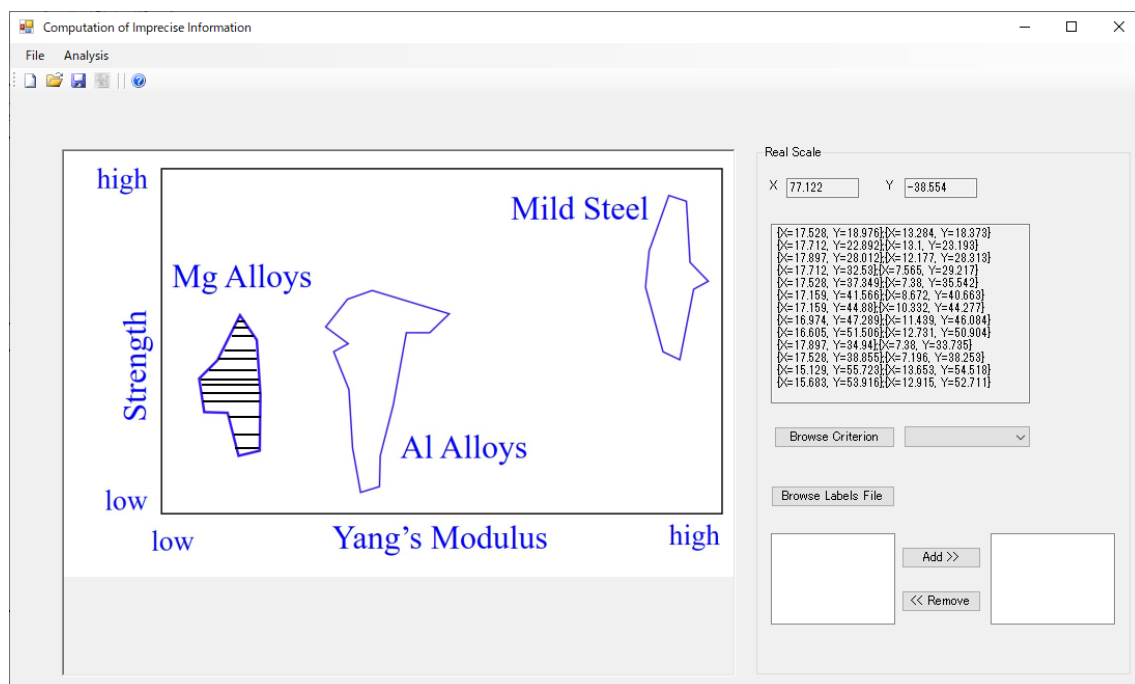 Computation of Imprecise Information
File Analysis
Real Scale
X 77.122 Y -38.554
high
Mild Steel
Mg Alloys
Strength
Al Alloys
low
low
Yang's Modulus
high
{X=17.528, Y=18.976};{X=13.284, Y=18.373}
{X=17.712, Y=22.892};{X=13.1, Y=23.193}
{X=17.897, Y=28.012};{X=12.177, Y=28.313}
{X=17.712, Y=32.53};{X=7.565, Y=29.217}
{X=17.528, Y=37.349};{X=7.38, Y=35.542}
{X=17.159, Y=41.566};{X=8.672, Y=40.663}
{X=17.159, Y=44.88};{X=10.332, Y=44.277}
{X=16.974, Y=47.289};{X=11.439, Y=46.084}
{X=16.605, Y=51.506};{X=12.731, Y=50.904}
{X=17.897, Y=34.94};{X=7.38, Y=33.735}
{X=17.528, Y=38.855};{X=7.196, Y=38.253}
{X=15.129, Y=55.723};{X=13.653, Y=54.518}
{X=15.683, Y=53.916};{X=12.915, Y=52.711}
Browse Criterion
Browse Labels File
Add >>
<< Remove